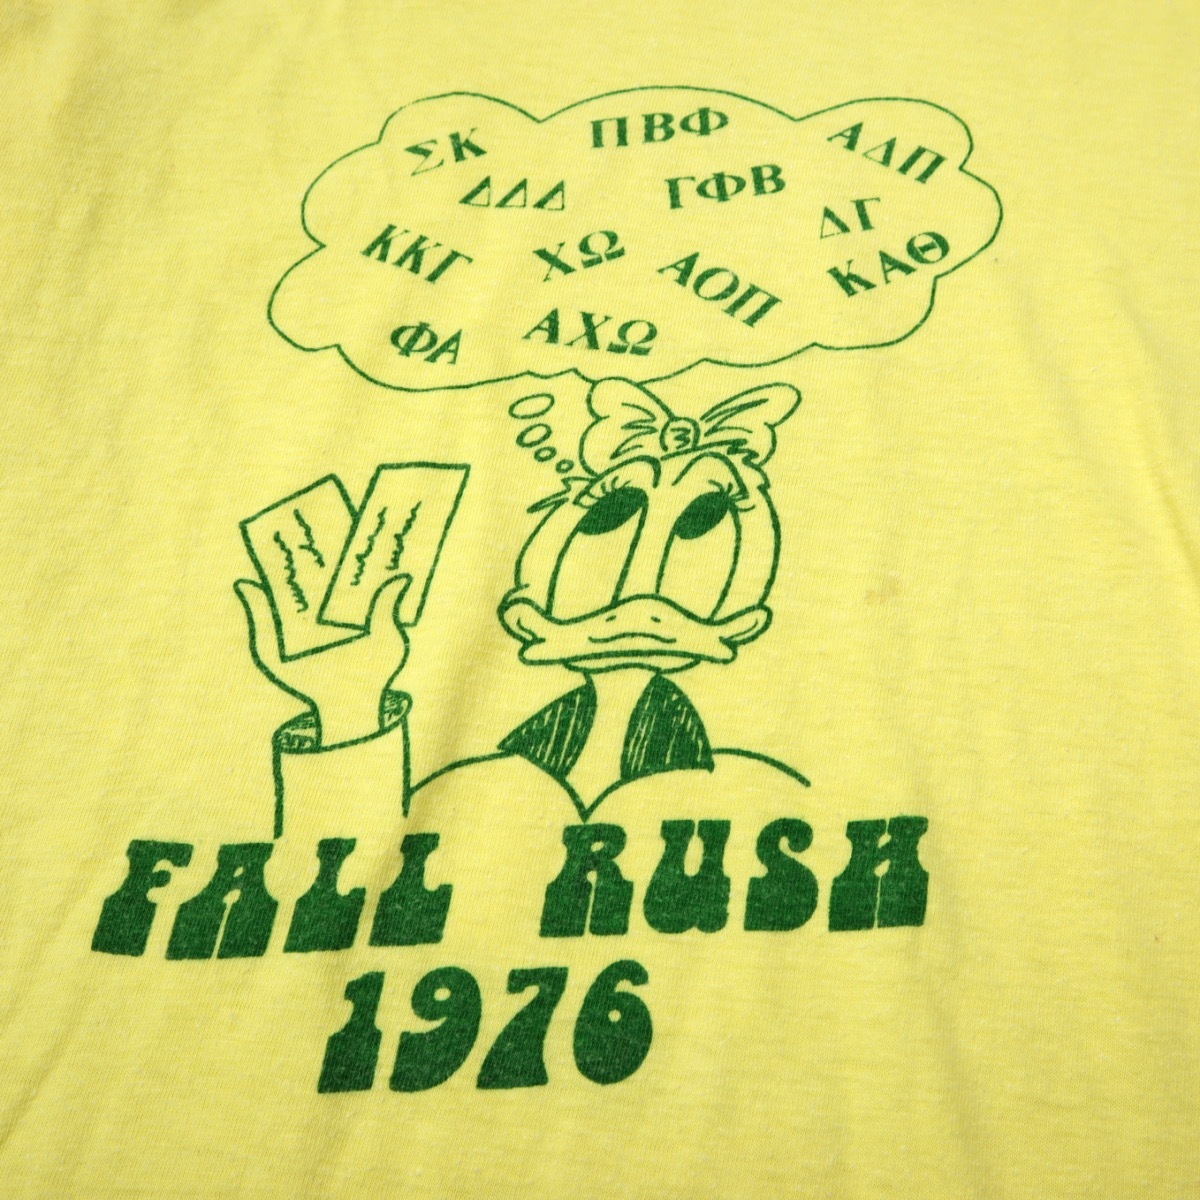 ΣΚ ΠΒΦ ΑΔΠ
ΔΔΔ ΓΦΒ ΔΓ
ΚΚΓ ΧΩ ΑΟΠ ΚΑΘ
ΦΑ ΑΧΩ
FALL RUSH
1976